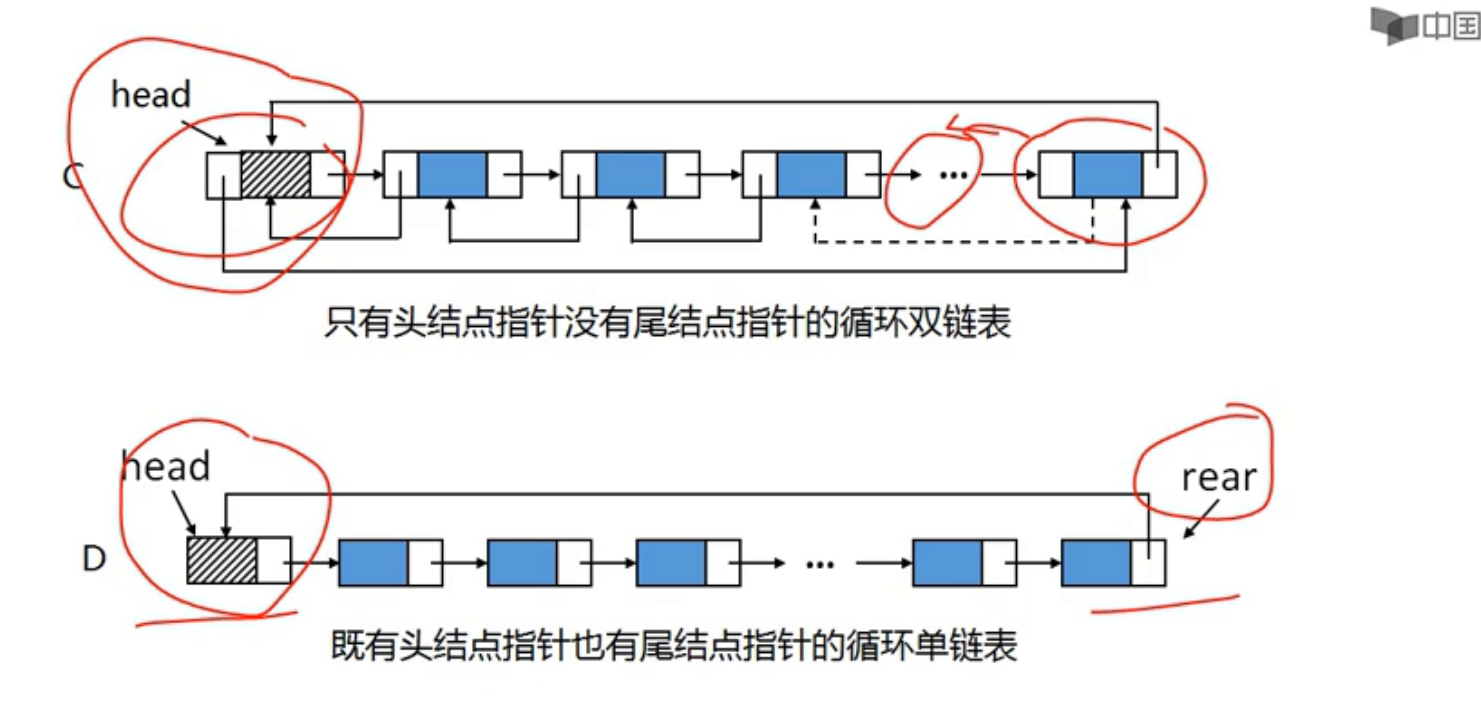 中国
head
C
...
只有头结点指针没有尾结点指针的循环双链表
head
rear
D
...
既有头结点指针也有尾结点指针的循环单链表